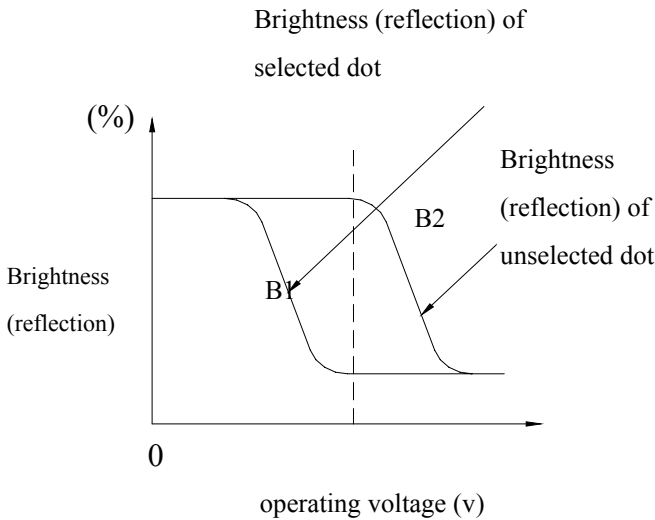 Brightness (reflection) of
selected dot
(%)
Brightness
(reflection) of
unselected dot
B2
Brightness
(reflection)
B1
0
operating voltage (v)